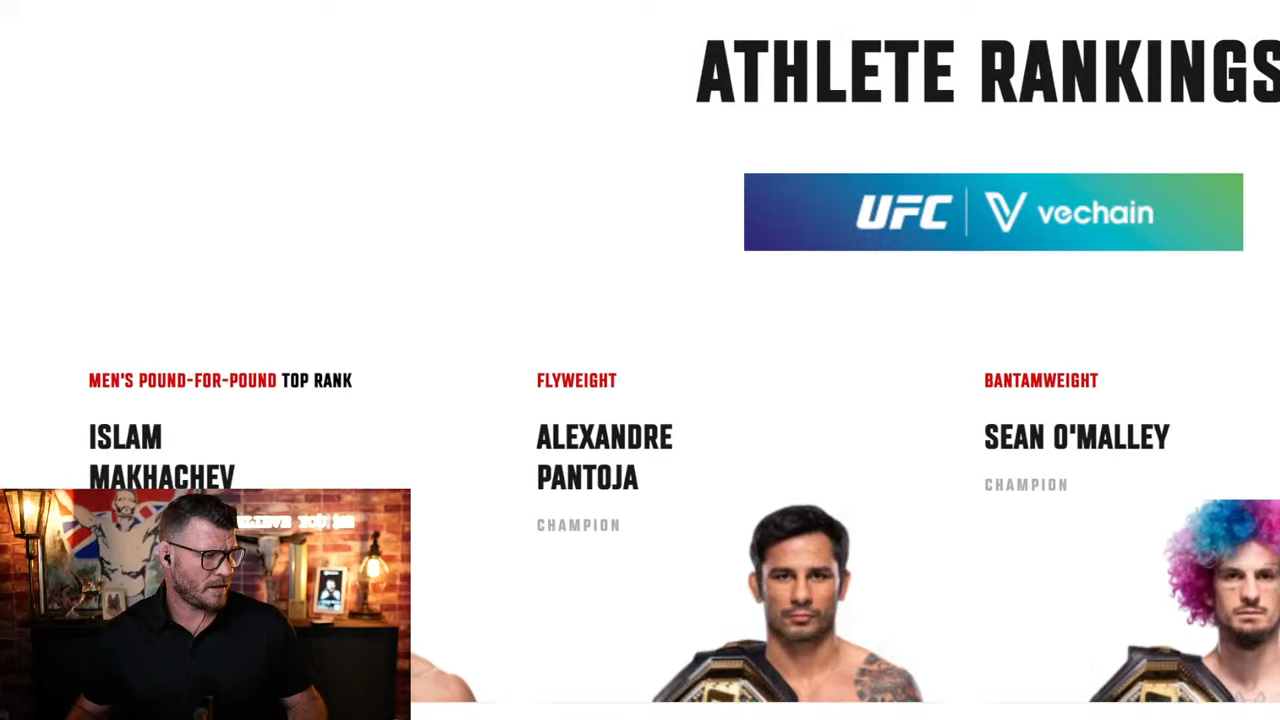 ATHLETE RANKINGS
UFC | vechain
MEN'S POUND-FOR-POUND TOP RANK
ISLAM
MAKHACHEV
FLYWEIGHT
ALEXANDRE
PANTOJA
CHAMPION
BANTAMWEIGHT
SEAN O'MALLEY
CHAMPION